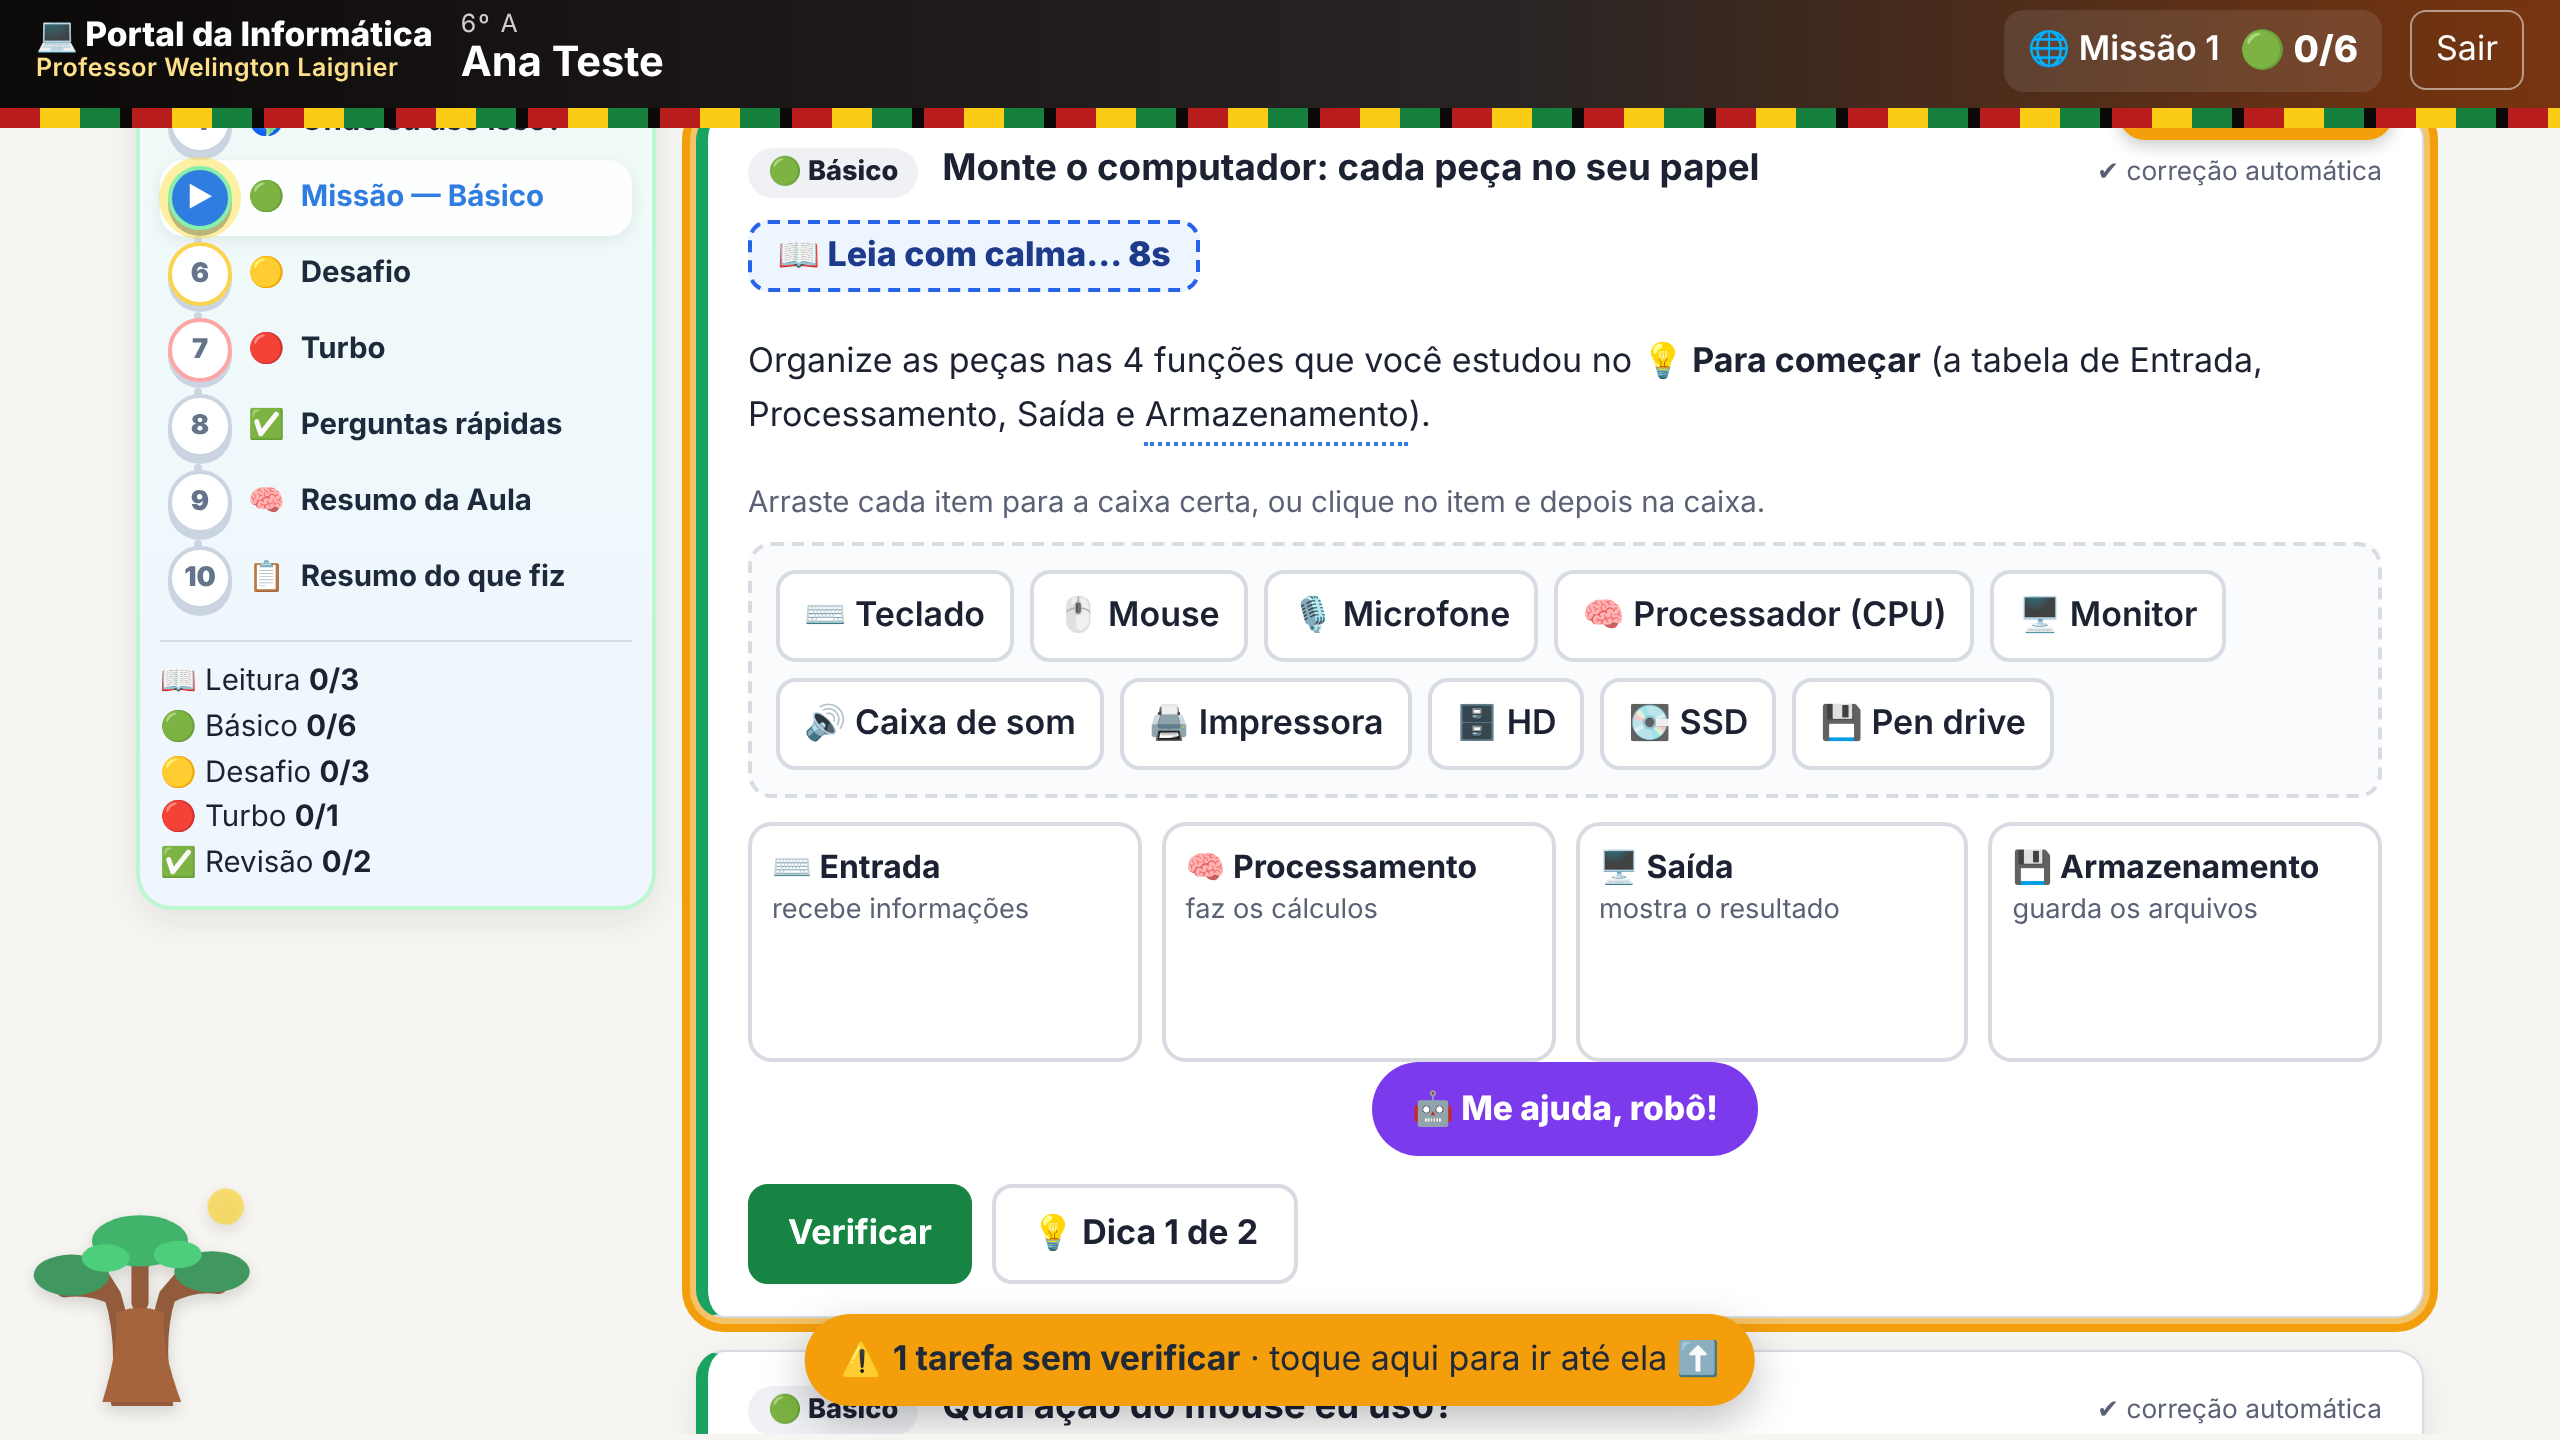 💻 Portal da Informática
Professor Welington Laignier
6º A
Ana Teste
🌐 Missão 1 🟢 0/6
Sair
▶ 🟢 Missão — Básico
6 🟡 Desafio
7 🔴 Turbo
8 ✅ Perguntas rápidas
9 🧠 Resumo da Aula
10 📋 Resumo do que fiz
📖 Leitura 0/3
🟢 Básico 0/6
🟡 Desafio 0/3
🔴 Turbo 0/1
✅ Revisão 0/2
🟢 Básico Monte o computador: cada peça no seu papel
✔ correção automática
📖 Leia com calma... 8s
Organize as peças nas 4 funções que você estudou no 💡 Para começar (a tabela de Entrada,
Processamento, Saída e Armazenamento).
Arraste cada item para a caixa certa, ou clique no item e depois na caixa.
⌨️ Teclado 🖱️ Mouse 🎙️ Microfone 🧠 Processador (CPU) 🖥️ Monitor
🔊 Caixa de som 🖨️ Impressora 🗄️ HD 💽 SSD 💾 Pen drive
⌨️ Entrada
recebe informações
🧠 Processamento
faz os cálculos
🖥️ Saída
mostra o resultado
💾 Armazenamento
guarda os arquivos
🤖 Me ajuda, robô!
Verificar
💡 Dica 1 de 2
⚠️ 1 tarefa sem verificar · toque aqui para ir até ela ⬆️
🟢 Básico Qual ação do mouse eu uso?
✔ correção automática